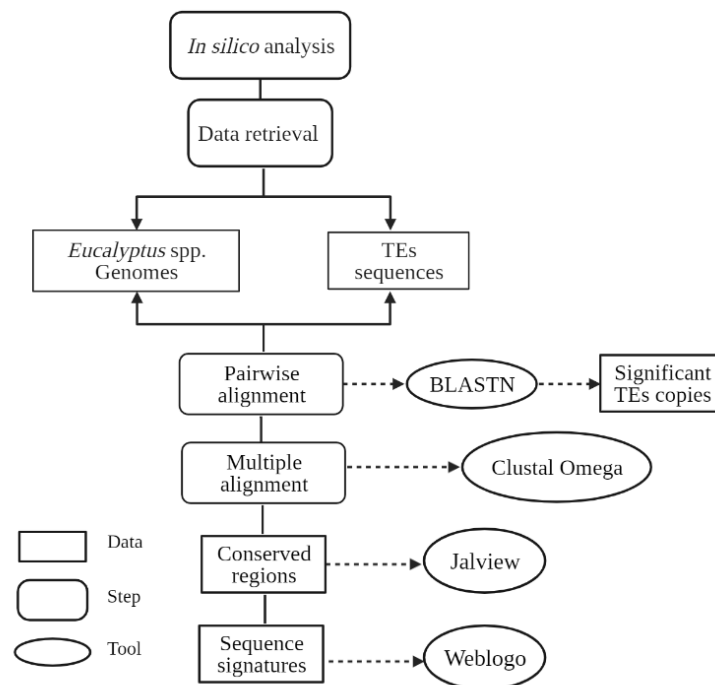 In silico analysis
Data retrieval
Eucalyptus spp.
Genomes
TEs
sequences
Pairwise
alignment
BLASTN
Significant
TEs copies
Multiple
alignment
Clustal Omega
Data
Conserved
regions
Jalview
Step
Tool
Sequence
signatures
Weblogo